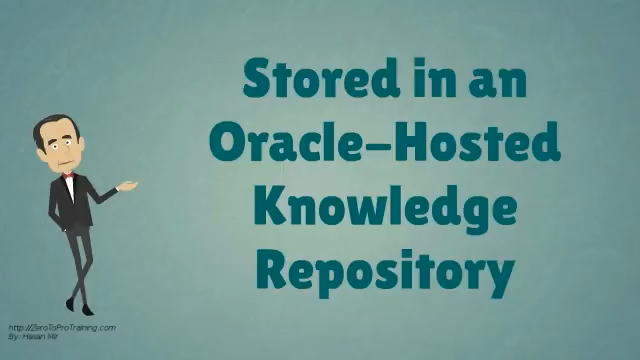 Stored in an
Oracle-Hosted
Knowledge
Repository
http://ZeroToProTraining.com
By: Hasan Mir